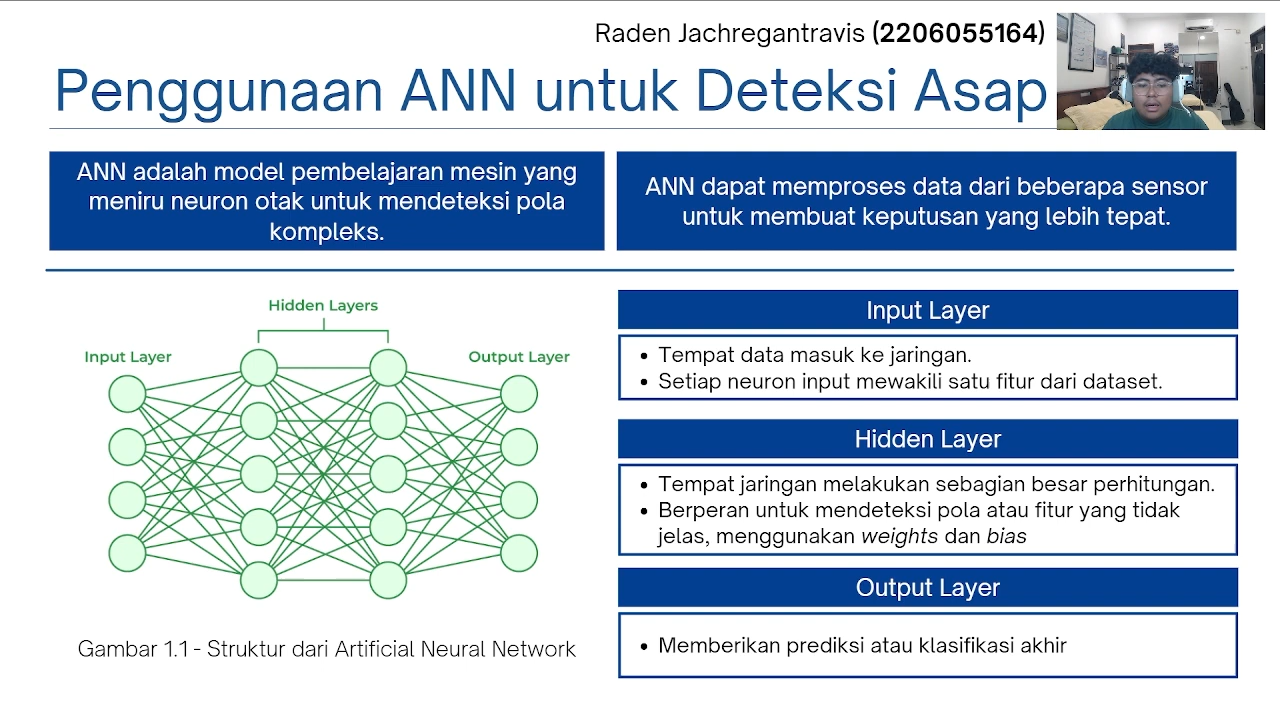 Raden Jachregantravis (2206055164)
Penggunaan ANN untuk Deteksi Asap
ANN adalah model pembelajaran mesin yang
meniru neuron otak untuk mendeteksi pola
kompleks.
ANN dapat memproses data dari beberapa sensor
untuk membuat keputusan yang lebih tepat.
Hidden Layers
Input Layer
Output Layer
Gambar 1.1 - Struktur dari Artificial Neural Network
Input Layer
• Tempat data masuk ke jaringan.
• Setiap neuron input mewakili satu fitur dari dataset.
Hidden Layer
• Tempat jaringan melakukan sebagian besar perhitungan.
• Berperan untuk mendeteksi pola atau fitur yang tidak
jelas, menggunakan weights dan bias
Output Layer
• Memberikan prediksi atau klasifikasi akhir